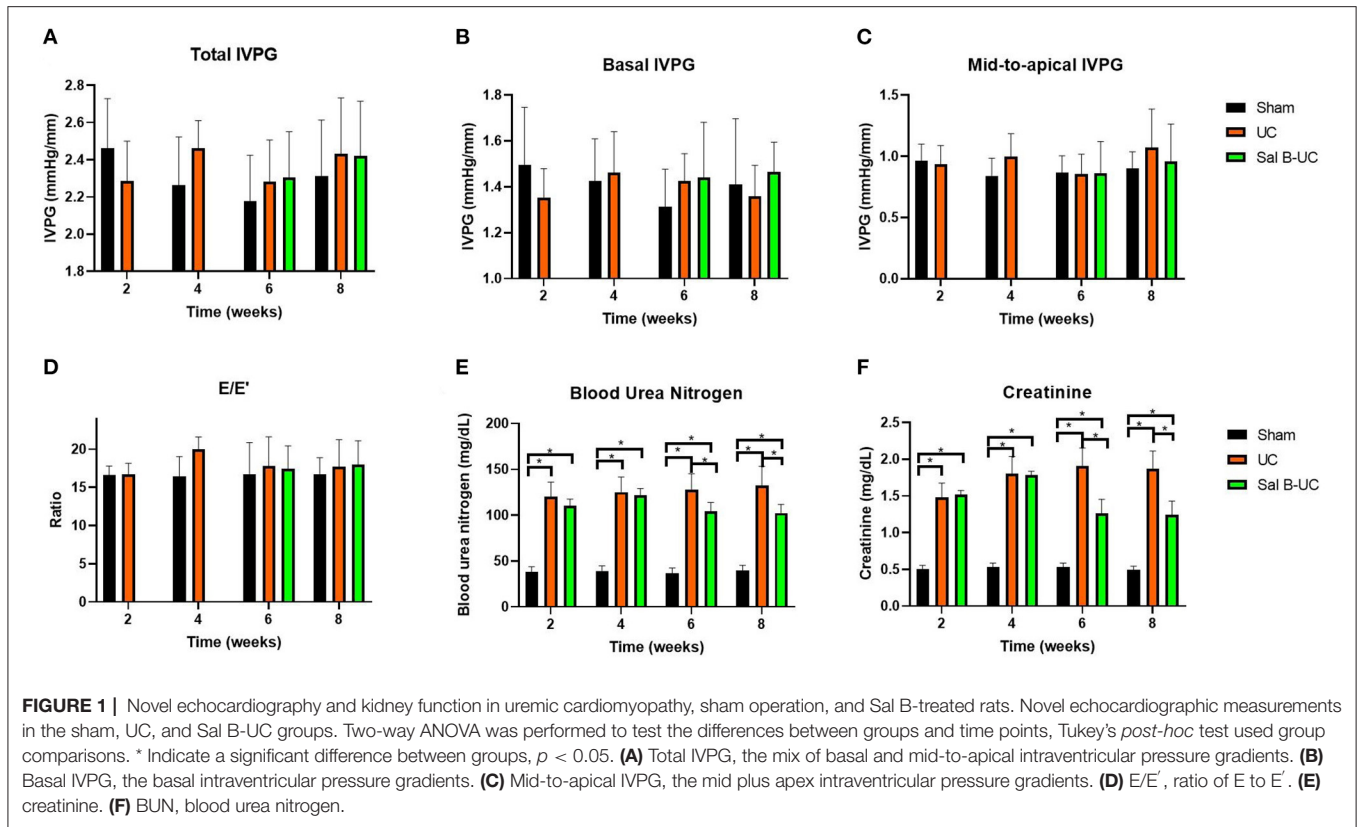 A
Total IVPG
IVPG (mmHg/mm)
2.8
2.6
2.4
2.2
2.0
1.8
2 4 6 8
Time (weeks)
B
Basal IVPG
IVPG (mmHg/mm)
1.8
1.6
1.4
1.2
1.0
2 4 6 8
Time (weeks)
C
Mid-to-apical IVPG
IVPG (mmHg/mm)
1.5
1.0
0.5
0.0
2 4 6 8
Time (weeks)
Sham
UC
Sal B-UC
D
E/E'
Ratio
20
15
10
5
0
2 4 6 8
Time (weeks)
E
Blood Urea Nitrogen
Blood urea nitrogen (mg/dL)
200
150
100
50
0
* * * * * * * * * *
2 4 6 8
Time (weeks)
F
Creatinine
Creatinine (mg/dL)
2.5
2.0
1.5
1.0
0.5
0.0
* * * * * * * * * *
2 4 6 8
Time (weeks)
Sham
UC
Sal B-UC
FIGURE 1 | Novel echocardiography and kidney function in uremic cardiomyopathy, sham operation, and Sal B-treated rats. Novel echocardiographic measurements
in the sham, UC, and Sal B-UC groups. Two-way ANOVA was performed to test the differences between groups and time points, Tukey's post-hoc test used group
comparisons. * Indicate a significant difference between groups, p < 0.05. (A) Total IVPG, the mix of basal and mid-to-apical intraventricular pressure gradients. (B)
Basal IVPG, the basal intraventricular pressure gradients. (C) Mid-to-apical IVPG, the mid plus apex intraventricular pressure gradients. (D) E/E′, ratio of E to E′. (E)
creatinine. (F) BUN, blood urea nitrogen.